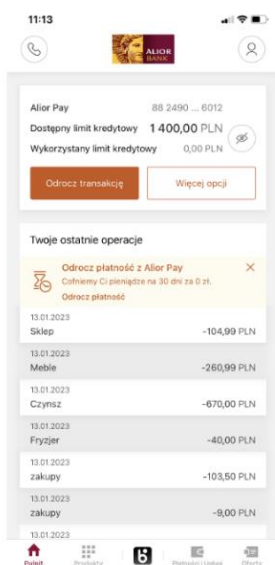 11:13
ALIOR
BANK
Alior Pay 88 2490 ... 6012
Dostępny limit kredytowy 1 400,00 PLN
Wykorzystany limit kredytowy 0,00 PLN
Odrocz transakcję Więcej opcji
Twoje ostatnie operacje
Odrocz płatność z Alior Pay
Cofniemy Ci pieniądze na 30 dni za 0 zł.
Odrocz płatność
13.01.2023
Sklep -104,99 PLN
13.01.2023
Meble -260,99 PLN
13.01.2023
Czynsz -670,00 PLN
13.01.2023
Fryzjer -40,00 PLN
13.01.2023
zakupy -103,50 PLN
13.01.2023
zakupy -9,00 PLN
13.01.2023
Pulpit Produkty Płatności i Usługi Oferty